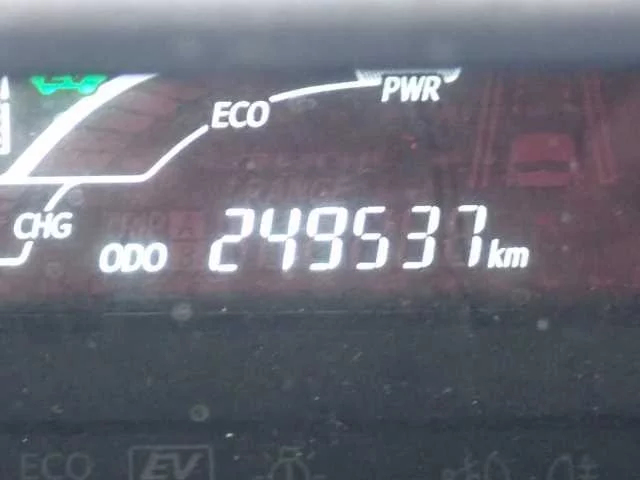 PWR
ECO
CHG
ODO 249537 km
ECO EV